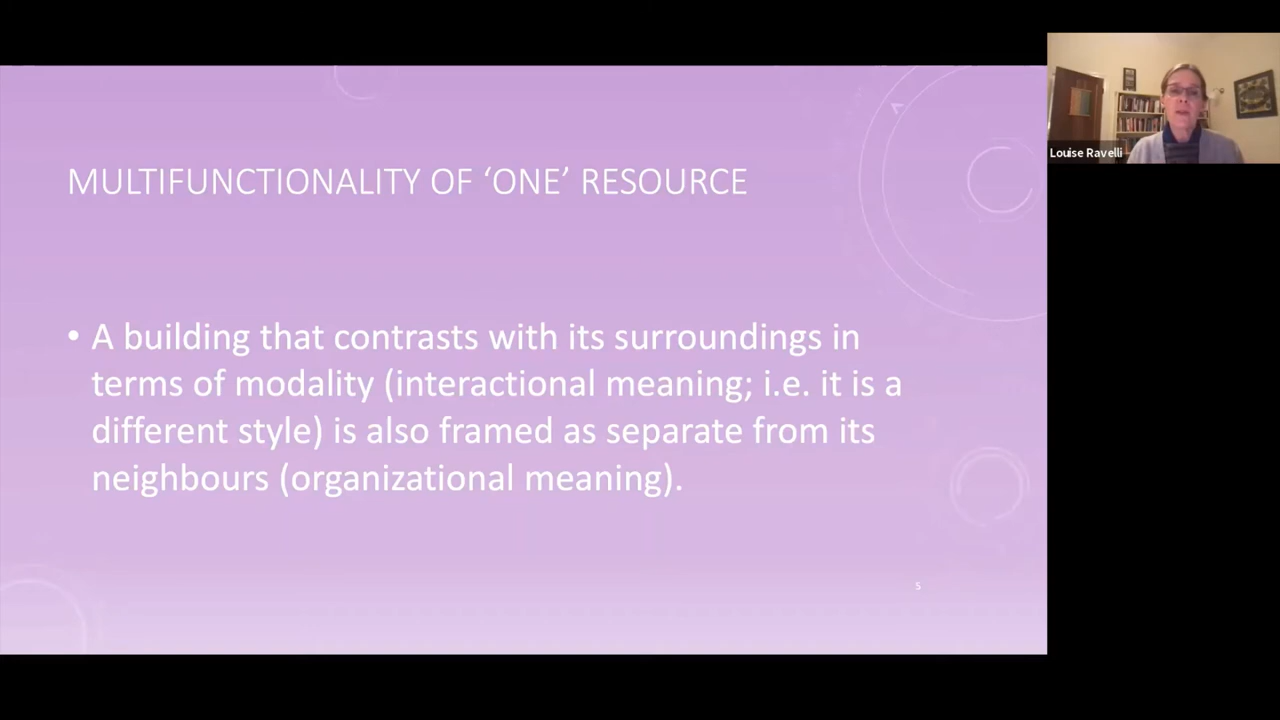 MULTIFUNCTIONALITY OF ‘ONE’ RESOURCE
• A building that contrasts with its surroundings in
terms of modality (interactional meaning; i.e. it is a
different style) is also framed as separate from its
neighbours (organizational meaning).
5
Louise Ravelli